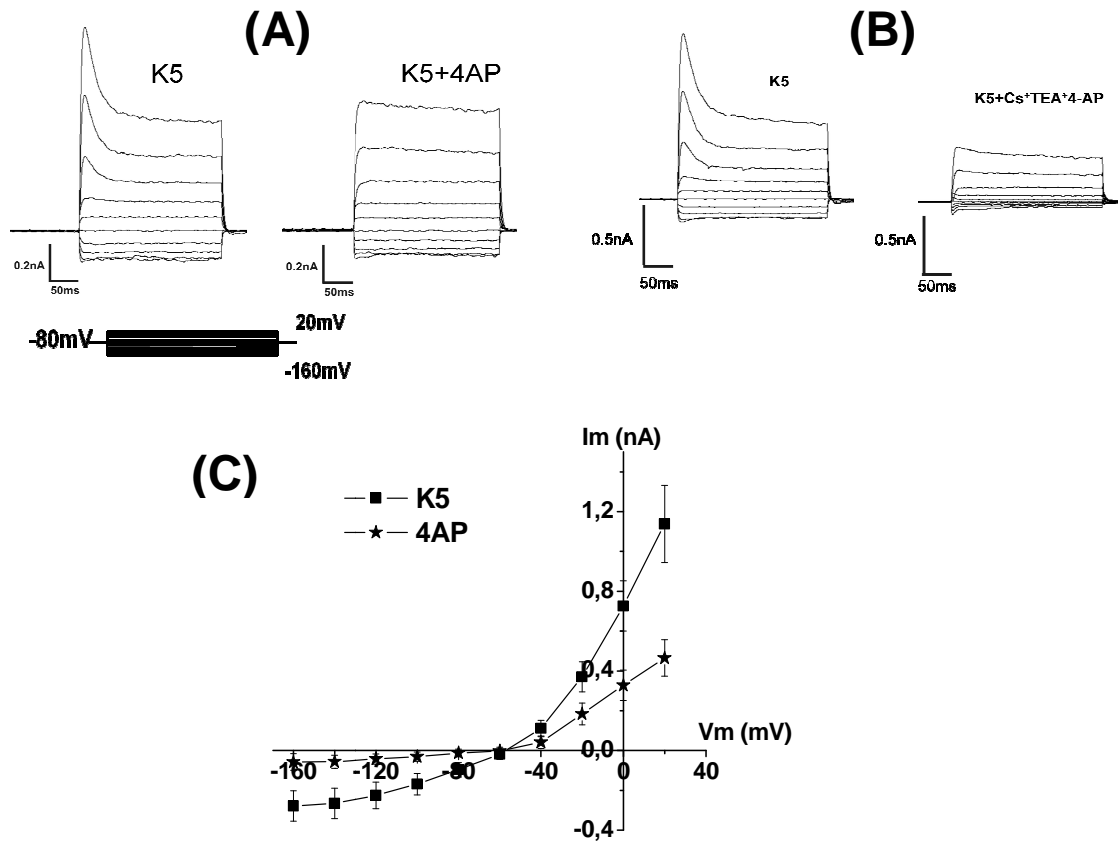 (A)
K5
K5+4AP
0.2nA
50ms
0.2nA
50ms
-80mV
20mV
-160mV
(B)
K5
K5+Cs⁺TEA⁺4-AP
0.5nA
50ms
0.5nA
50ms
(C)
K5
4AP
Im (nA)
1,2
0,8
0,4
0,0
-0,4
Vm (mV)
-160
-120
-80
-40
0
40